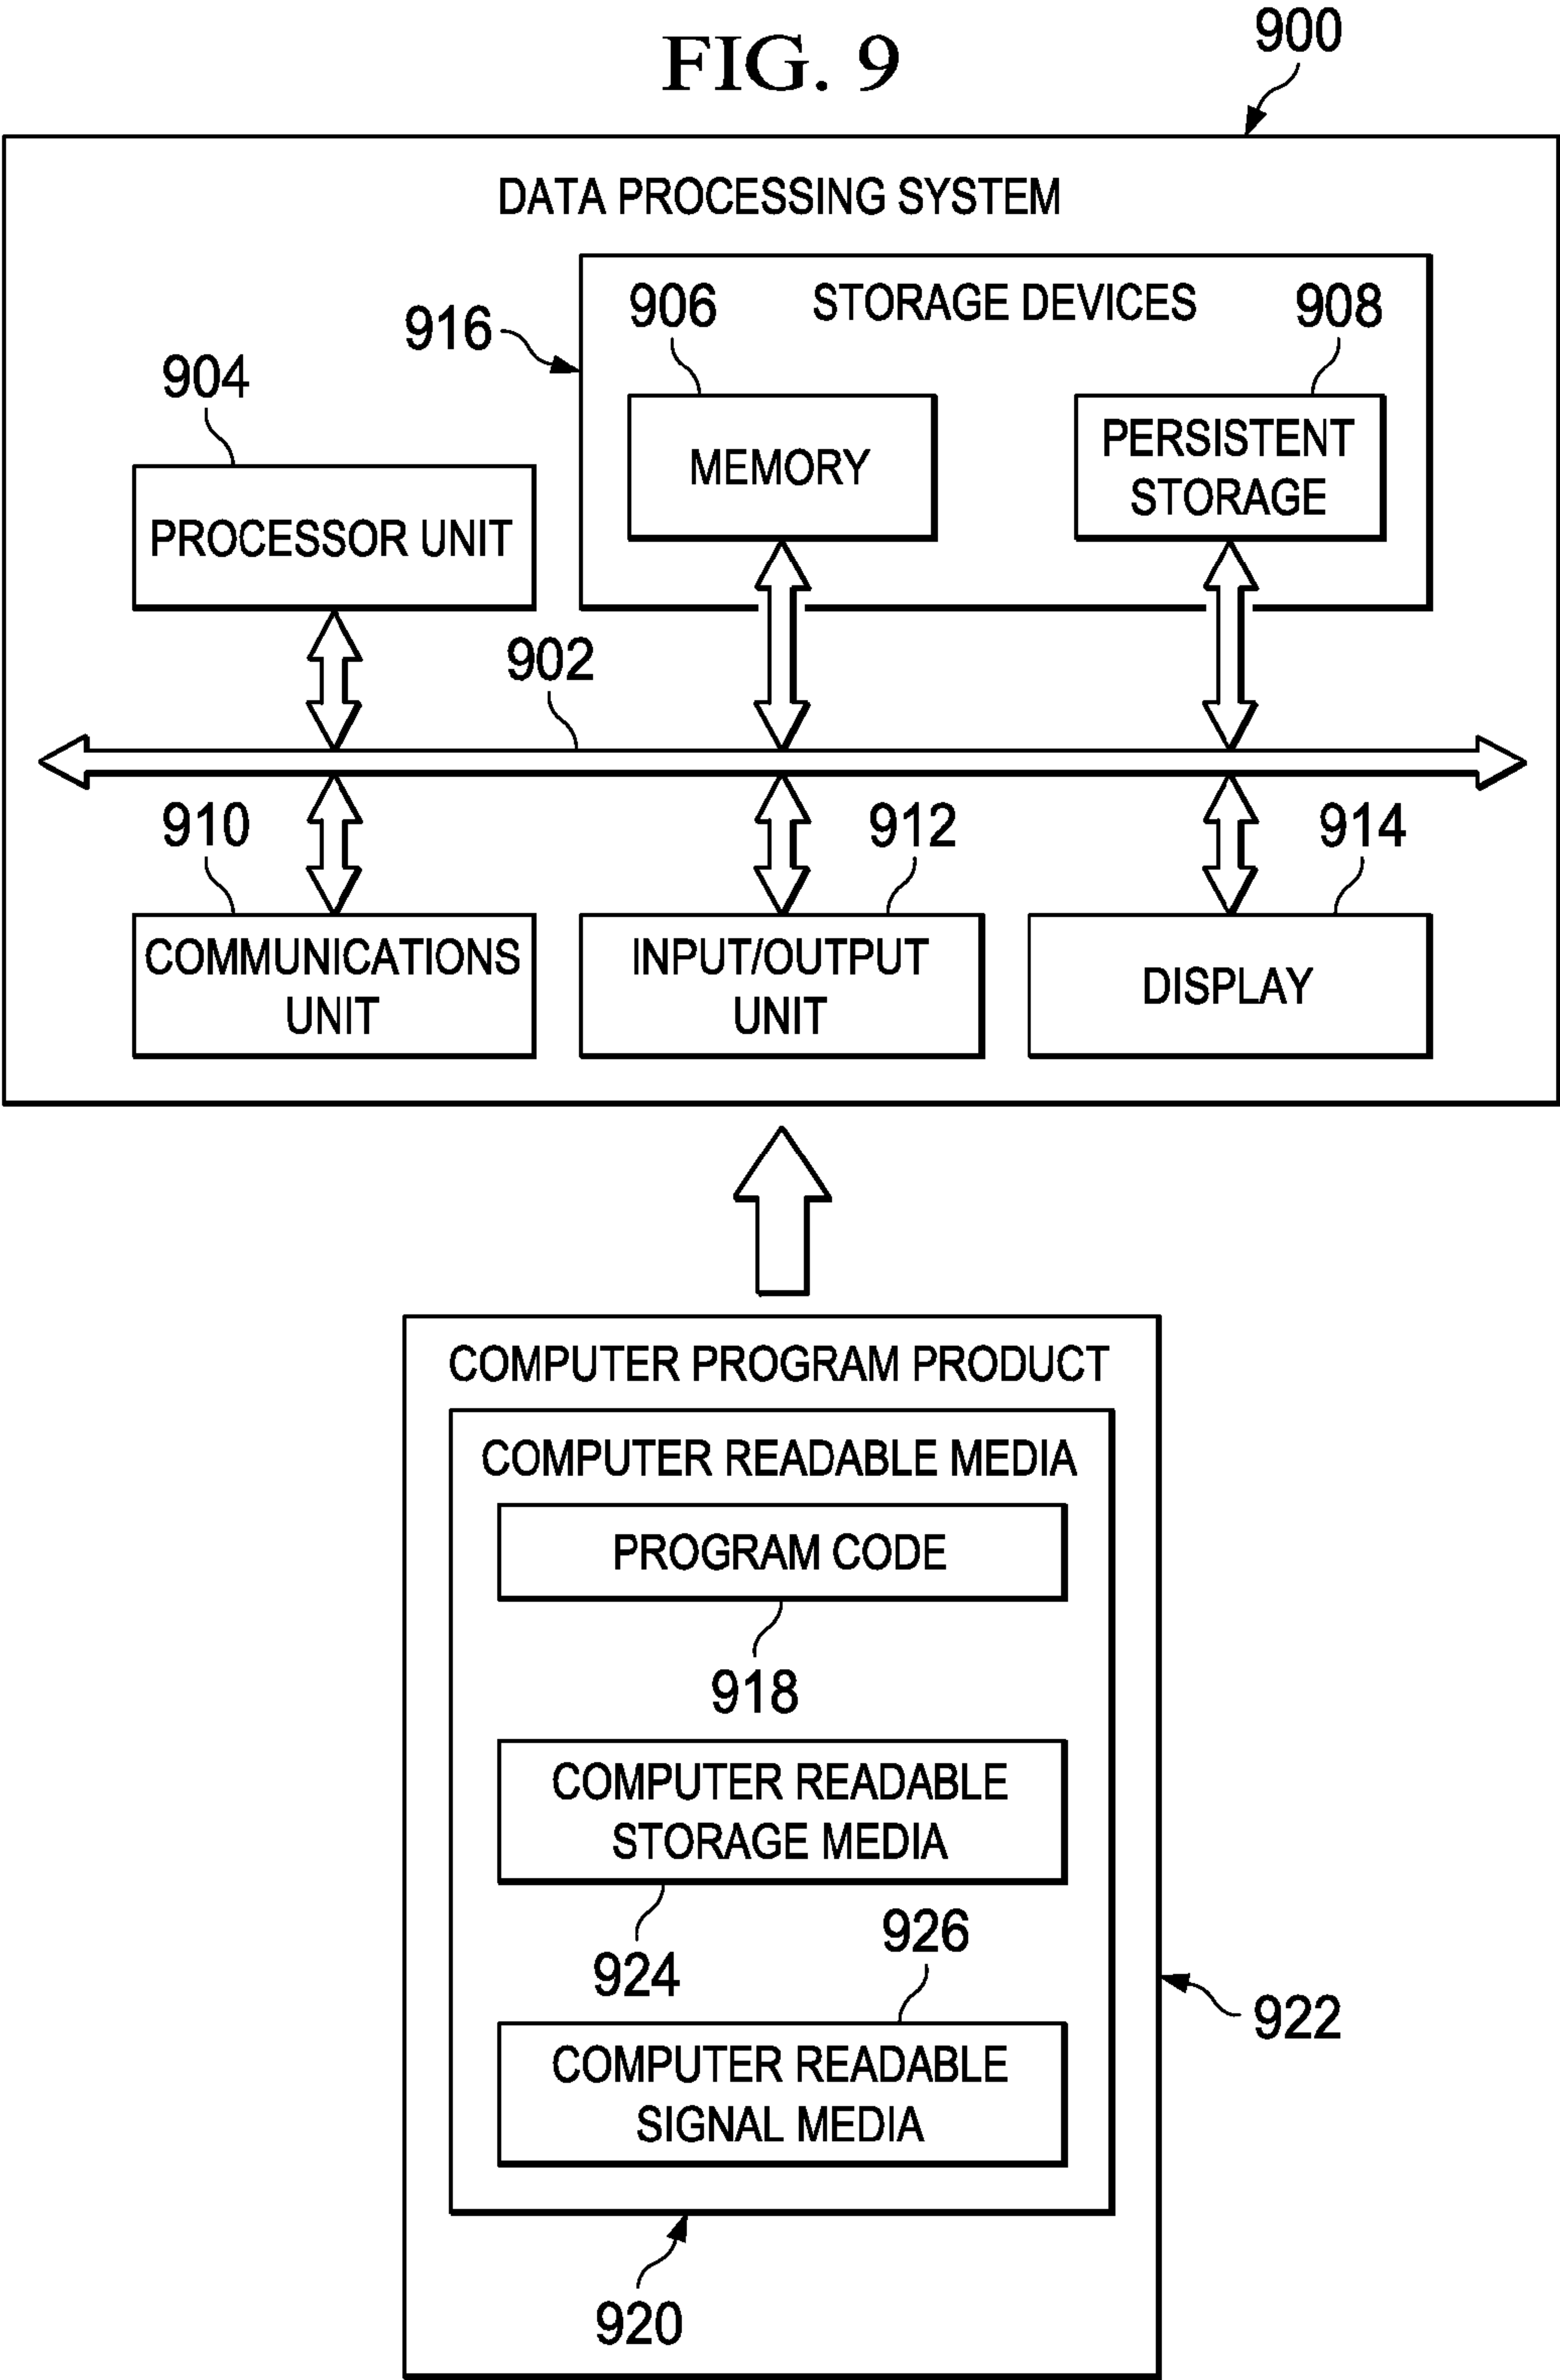 FIG. 9
900
DATA PROCESSING SYSTEM
916
906
STORAGE DEVICES
908
904
MEMORY
PERSISTENT
STORAGE
PROCESSOR UNIT
902
910
912
914
COMMUNICATIONS
UNIT
INPUT/OUTPUT
UNIT
DISPLAY
COMPUTER PROGRAM PRODUCT
COMPUTER READABLE MEDIA
PROGRAM CODE
918
COMPUTER READABLE
STORAGE MEDIA
924
926
922
COMPUTER READABLE
SIGNAL MEDIA
920